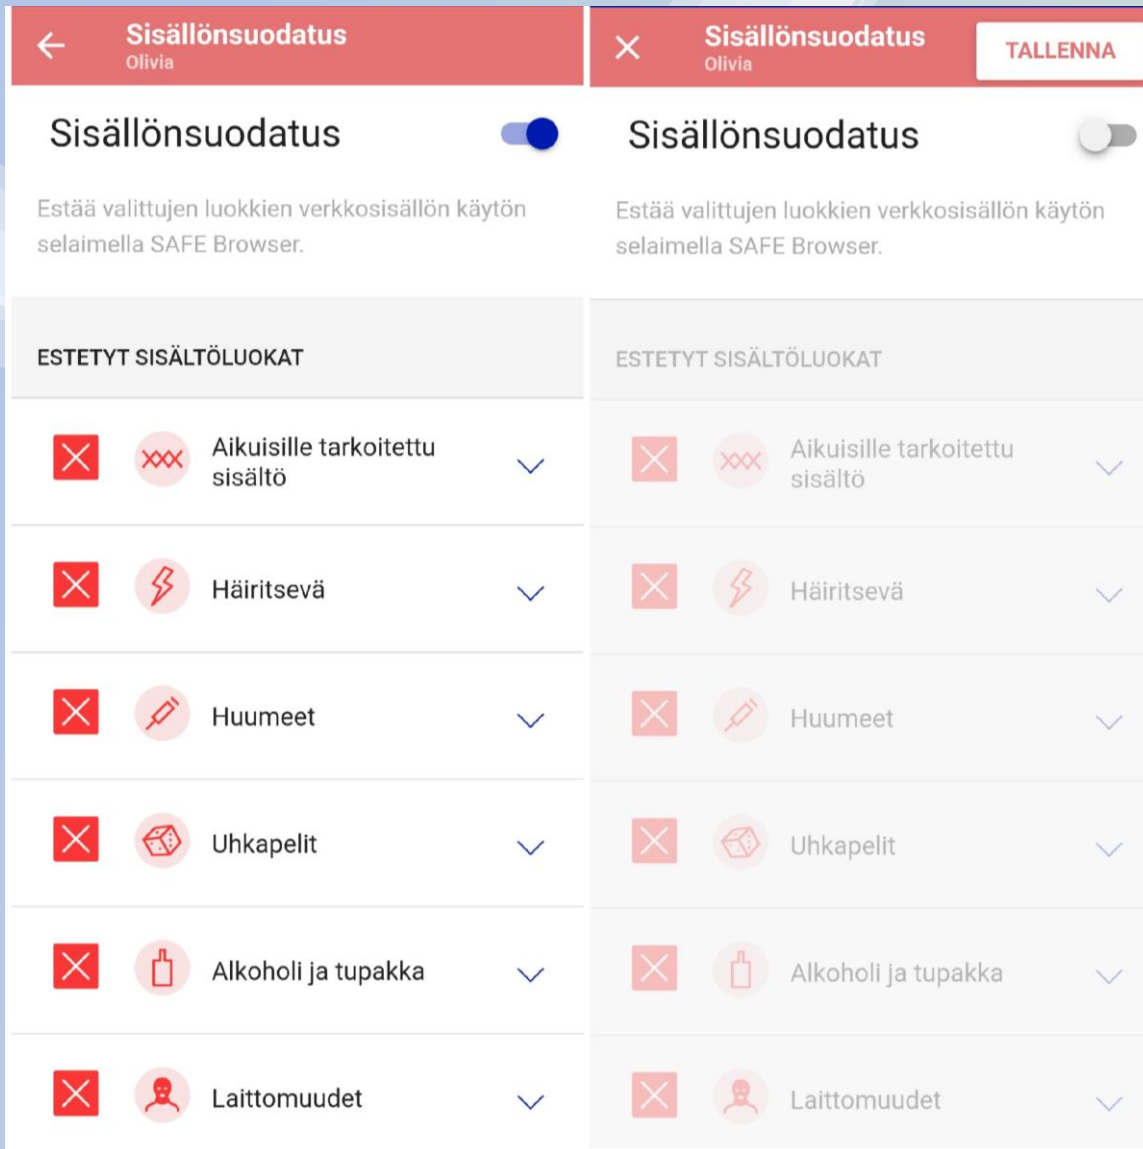 Sisällönsuodatus
Olivia
Sisällönsuodatus
Estää valittujen luokkien verkkosisällön käytön
selaimella SAFE Browser.
ESTETYT SISÄLTÖLUOKAT
Aikuisille tarkoitettu
sisältö
Häiritsevä
Huumeet
Uhkapelit
Alkoholi ja tupakka
Laittomuudet
Sisällönsuodatus
Olivia
TALLENNA
Sisällönsuodatus
Estää valittujen luokkien verkkosisällön käytön
selaimella SAFE Browser.
ESTETYT SISÄLTÖLUOKAT
Aikuisille tarkoitettu
sisältö
Häiritsevä
Huumeet
Uhkapelit
Alkoholi ja tupakka
Laittomuudet